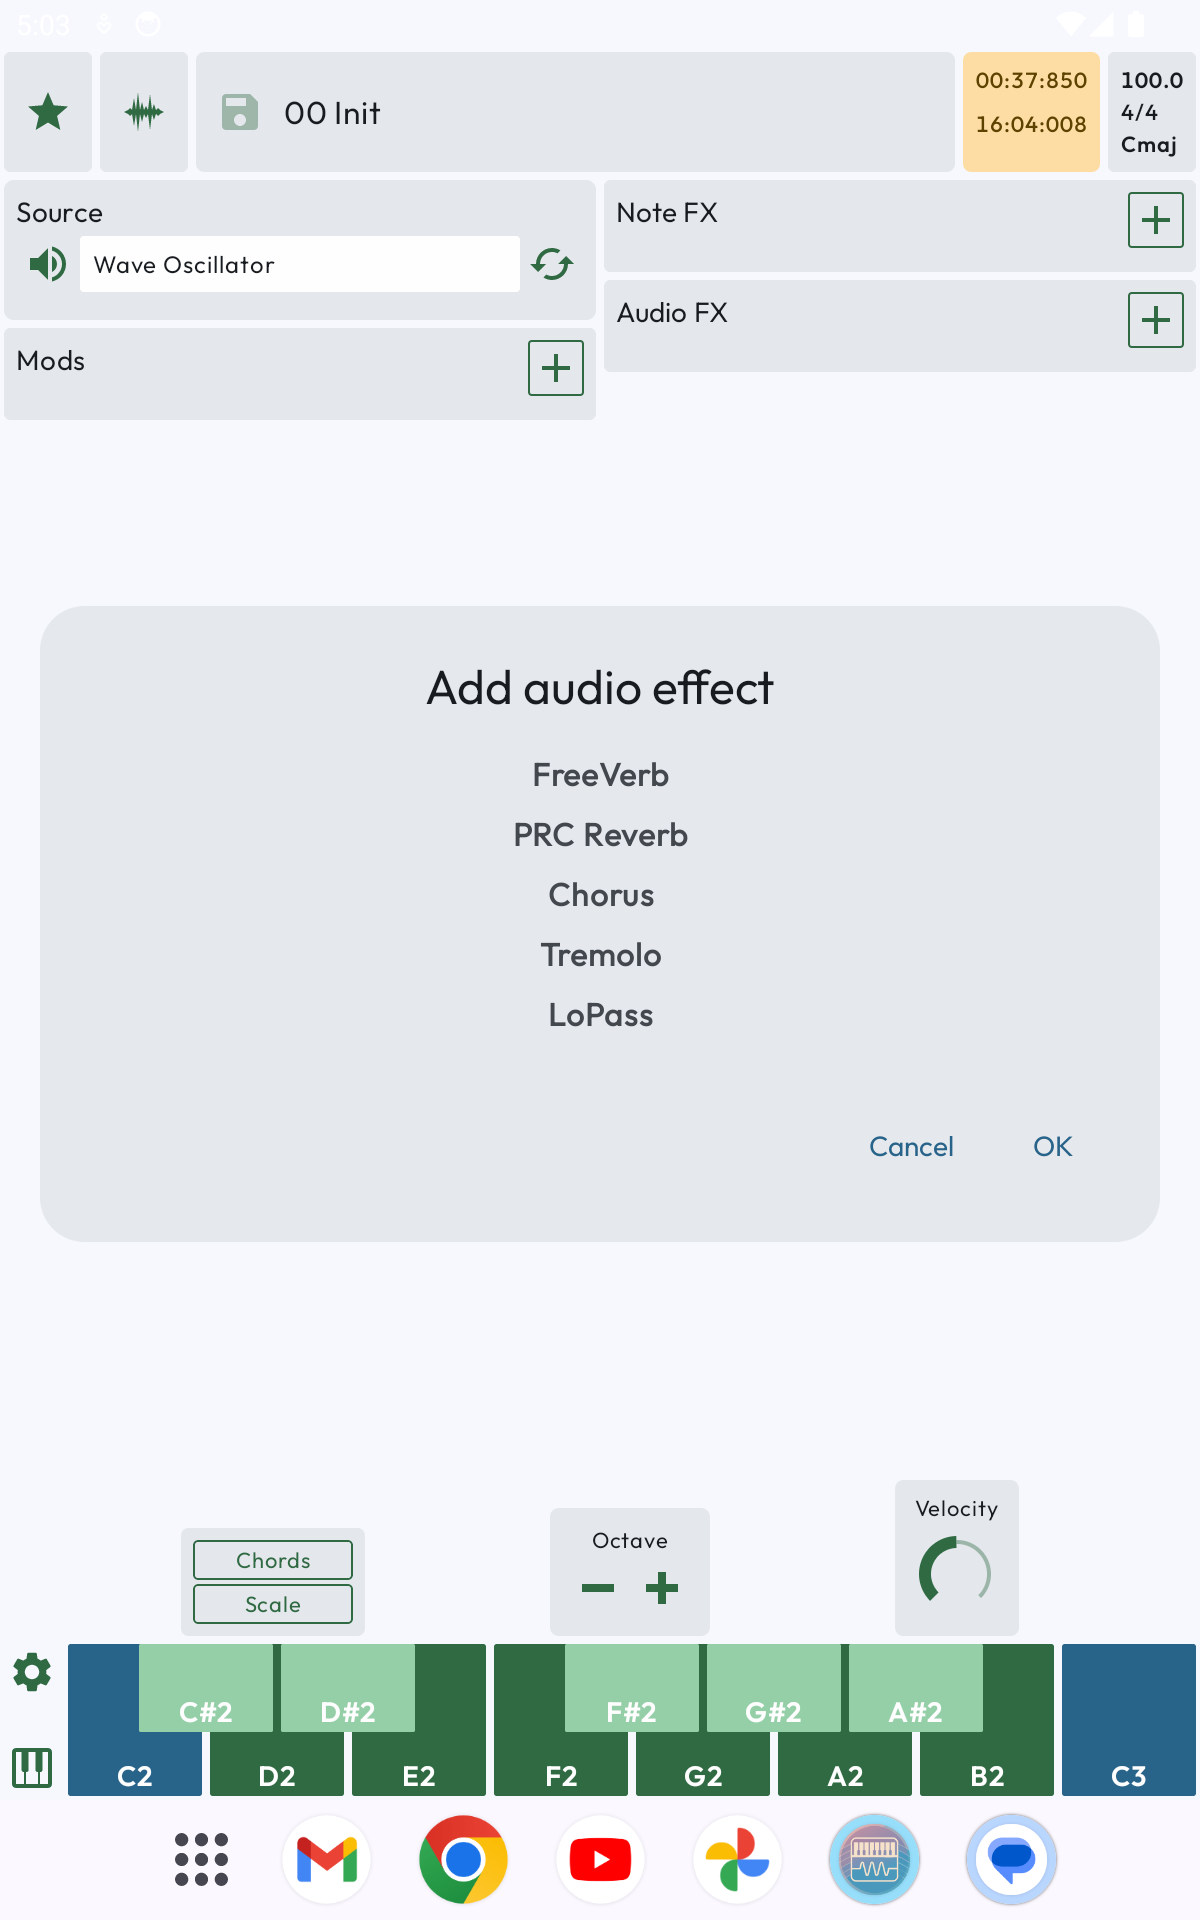 5:03
00 Init
00:37:850
16:04:008
100.0
4/4
Cmaj
Source
Wave Oscillator
Mods
Note FX
Audio FX
Add audio effect
FreeVerb
PRC Reverb
Chorus
Tremolo
LoPass
Cancel OK
Chords
Scale
Octave
Velocity
C#2 D#2 F#2 G#2 A#2
C2 D2 E2 F2 G2 A2 B2 C3